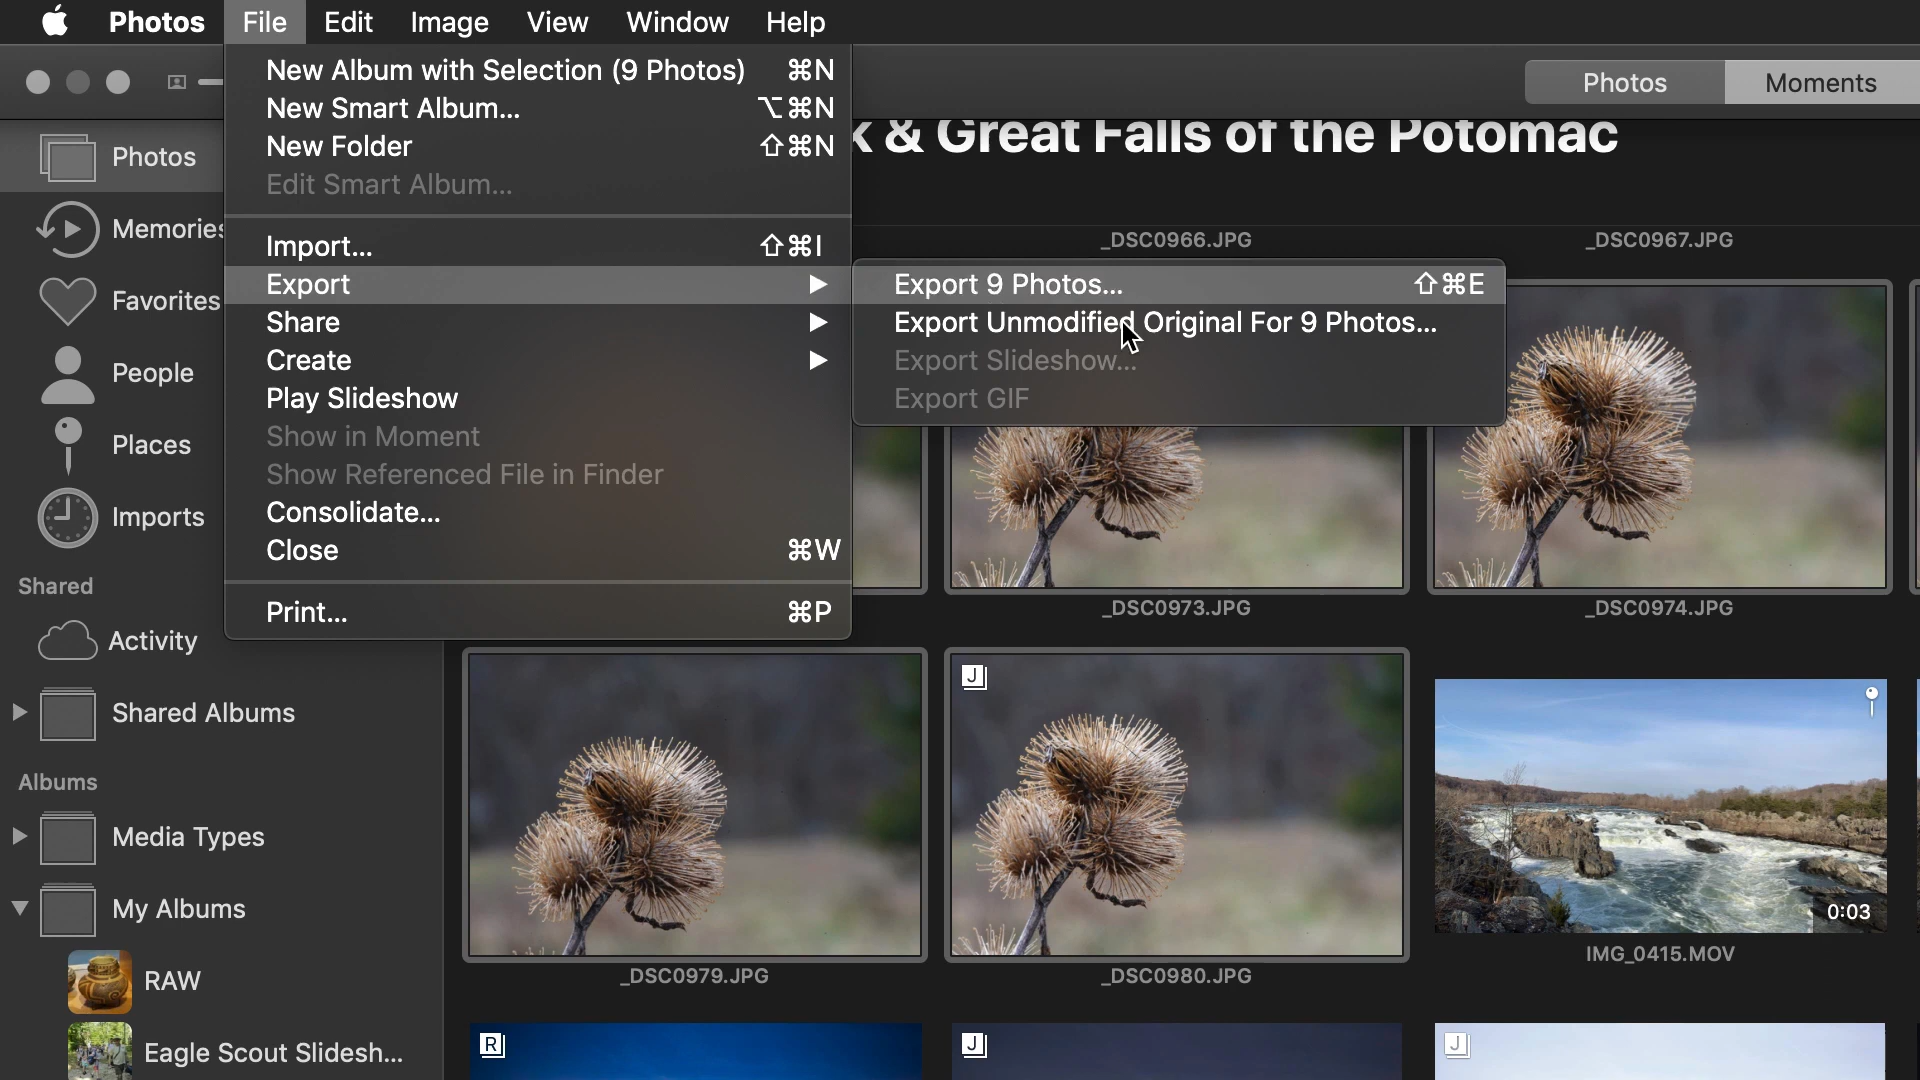 Photos File Edit Image View Window Help
Photos Moments
k & Great Falls of the Potomac
New Album with Selection (9 Photos) ⌘N
New Smart Album... ⌥⌘N
New Folder ⇧⌘N
Edit Smart Album...
Import... ⇧⌘I
Export ▶
Share ▶
Create ▶
Play Slideshow
Show in Moment
Show Referenced File in Finder
Consolidate...
Close ⌘W
Print... ⌘P
Export 9 Photos... ⇧⌘E
Export Unmodified Original For 9 Photos...
Export Slideshow...
Export GIF
Photos
Memories
Favorites
People
Places
Imports
Shared
Activity
Shared Albums
Albums
Media Types
My Albums
RAW
Eagle Scout Slidesh...
_DSC0966.JPG
_DSC0967.JPG
_DSC0973.JPG
_DSC0974.JPG
J
0:03
_DSC0979.JPG
_DSC0980.JPG
IMG_0415.MOV
R
J
J